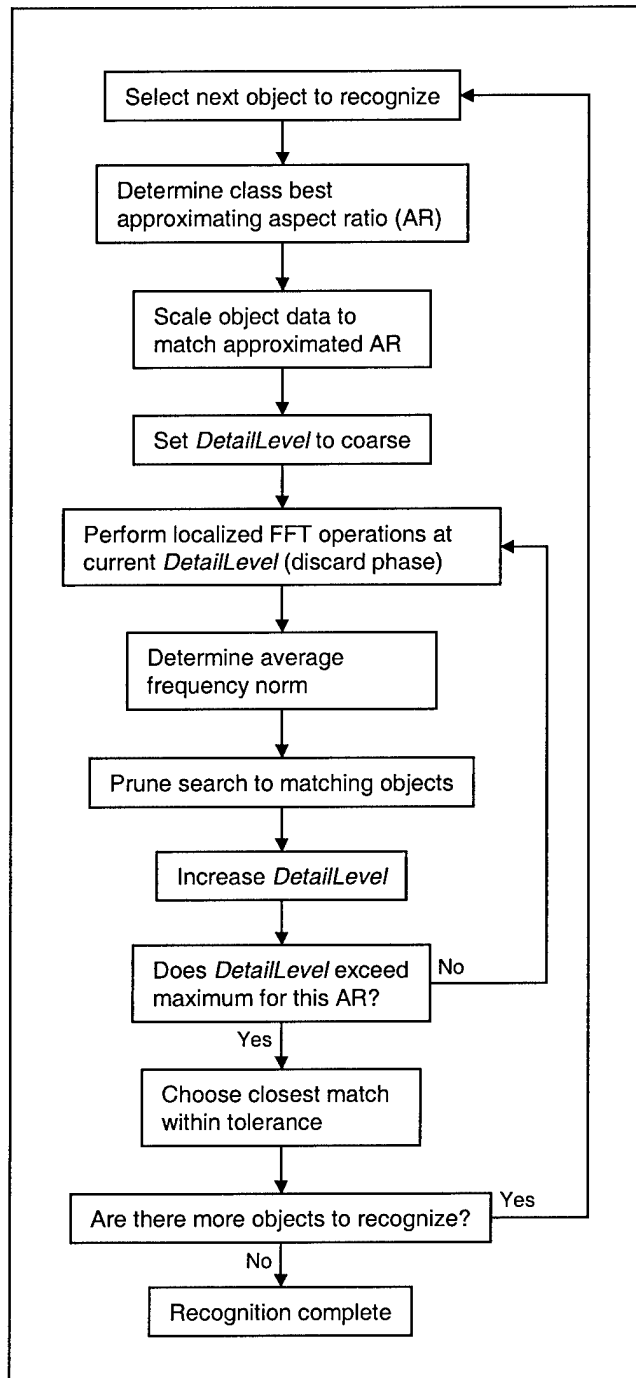 Select next object to recognize
Determine class best
approximating aspect ratio (AR)
Scale object data to
match approximated AR
Set DetailLevel to coarse
Perform localized FFT operations at
current DetailLevel (discard phase)
Determine average
frequency norm
Prune search to matching objects
Increase DetailLevel
Does DetailLevel exceed
maximum for this AR?
No
Yes
Choose closest match
within tolerance
Are there more objects to recognize?
Yes
No
Recognition complete